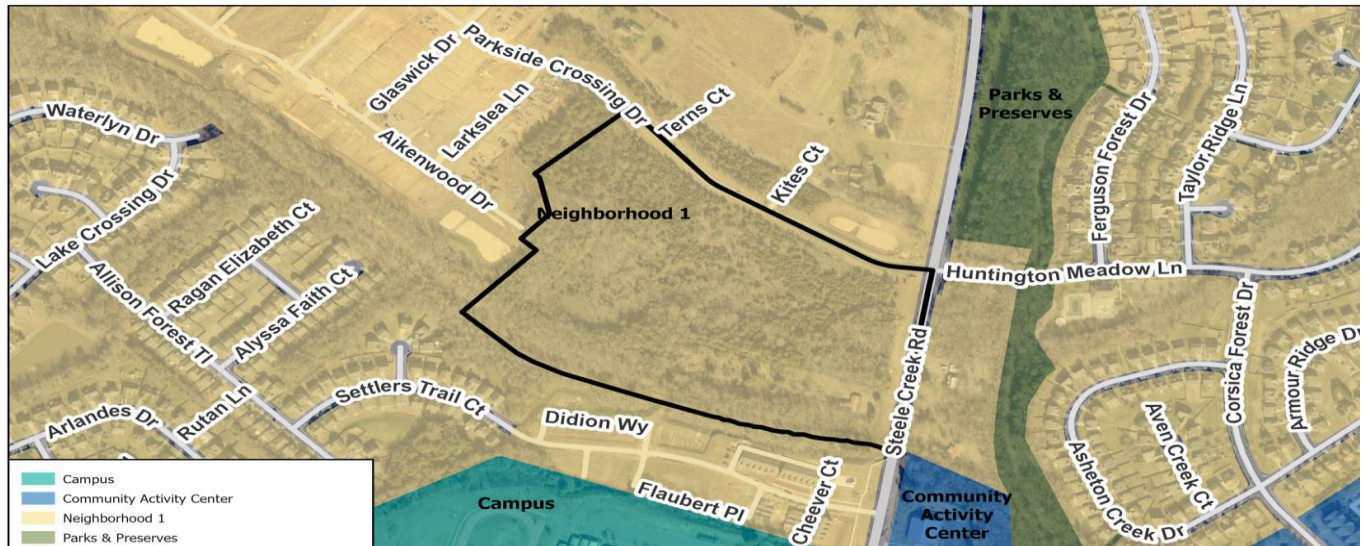 Parkside Crossing Dr
Glaswick Dr
Larkslea Ln
Terns Ct
Aikenwood Dr
Kites Ct
Waterlyn Dr
Lake Crossing Dr
Allison Forest Tl
Ragan Elizabeth Ct
Alyssa Faith Ct
Neighborhood 1
Parks &
Preserves
Ferguson Forest Dr
Taylor Ridge Ln
Huntington Meadow Ln
Steele Creek Rd
Corsica Forest Dr
Armour Ridge Dr
Aven Creek Ct
Asheton Creek Dr
Arlandes Dr
Rutan Ln
Settlers Trail Ct
Didion Wy
Flaubert Pl
Cheever Ct
Campus
Community
Activity
Center
Campus
Community Activity Center
Neighborhood 1
Parks & Preserves